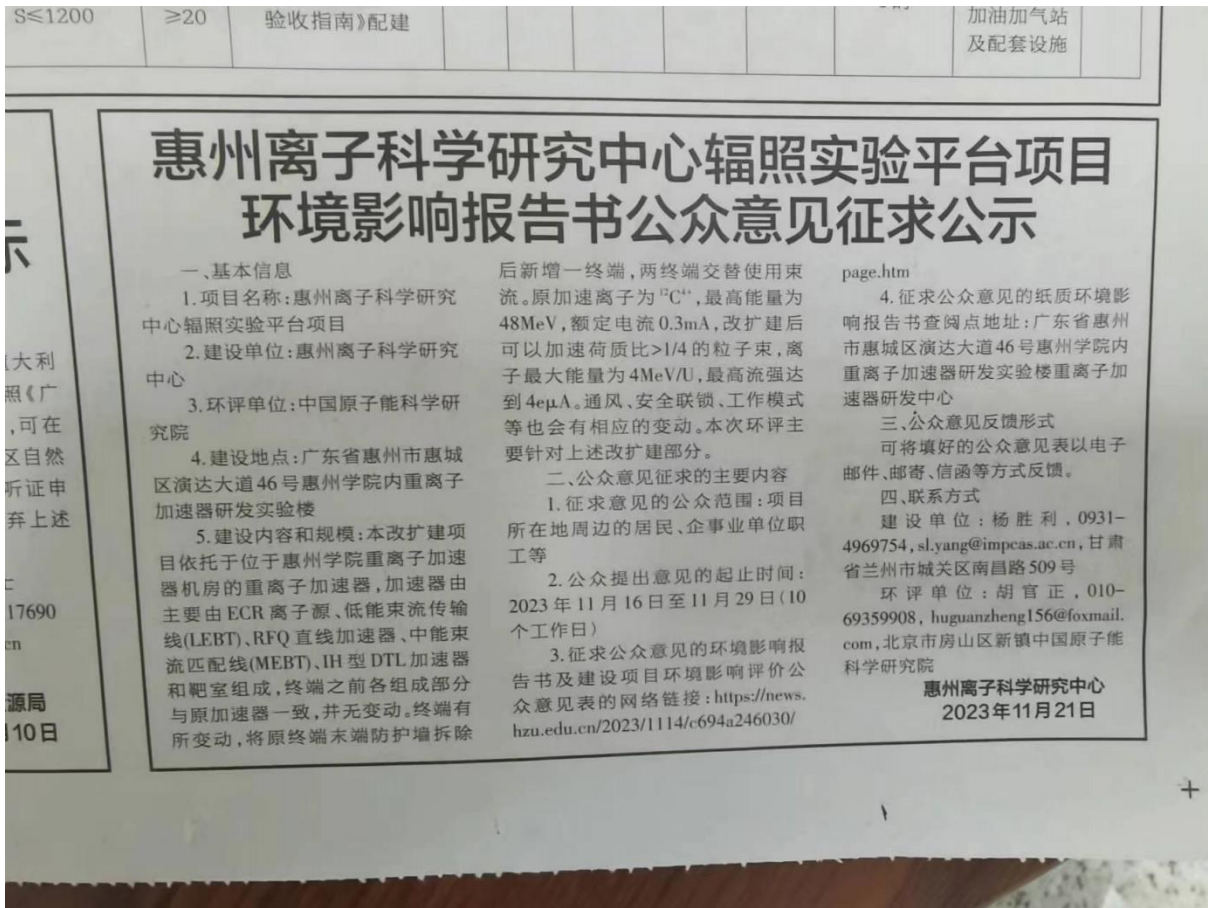 S≤1200
≥20
验收指南》配建
加油加气站
及配套设施
示
大利
照《广
,可在
区自然
听证申
弃上述
17690
cn
源局
10日
惠州离子科学研究中心辐照实验平台项目
环境影响报告书公众意见征求公示
一、基本信息
1.项目名称:惠州离子科学研究
中心辐照实验平台项目
2.建设单位:惠州离子科学研究
中心
3.环评单位:中国原子能科学研
究院
4.建设地点:广东省惠州市惠城
区演达大道46号惠州学院内重离子
加速器研发实验楼
5.建设内容和规模:本改扩建项
目依托于位于惠州学院重离子加速
器机房的重离子加速器,加速器由
主要由ECR离子源、低能束流传输
线(LEBT)、RFQ直线加速器、中能束
流匹配线(MEBT)、IH型DTL加速器
和靶室组成,终端之前各组成部分
与原加速器一致,并无变动。终端有
所变动,将原终端末端防护墙拆除
后新增一终端,两终端交替使用束
流。原加速离子为¹²C⁴⁺,最高能量为
48MeV,额定电流0.3mA,改扩建后
可以加速荷质比>1/4的粒子束,离
子最大能量为4MeV/U,最高流强达
到4eμA。通风、安全联锁、工作模式
等也会有相应的变动。本次环评主
要针对上述改扩建部分。
二、公众意见征求的主要内容
1.征求意见的公众范围:项目
所在地周边的居民、企事业单位职
工等
2.公众提出意见的起止时间:
2023年11月16日至11月29日(10
个工作日)
3.征求公众意见的环境影响报
告书及建设项目环境影响评价公
众意见表的网络链接:https://news.
hzu.edu.cn/2023/1114/c694a246030/
page.htm
4.征求公众意见的纸质环境影
响报告书查阅点地址:广东省惠州
市惠城区演达大道46号惠州学院内
重离子加速器研发实验楼重离子加
速器研发中心
三、公众意见反馈形式
可将填好的公众意见表以电子
邮件、邮寄、信函等方式反馈。
四、联系方式
建设单位:杨胜利,0931-
4969754,sl.yang@impcas.ac.cn,甘肃
省兰州市城关区南昌路509号
环评单位:胡官正,010-
69359908,huguanzheng156@foxmail.
com,北京市房山区新镇中国原子能
科学研究院
惠州离子科学研究中心
2023年11月21日